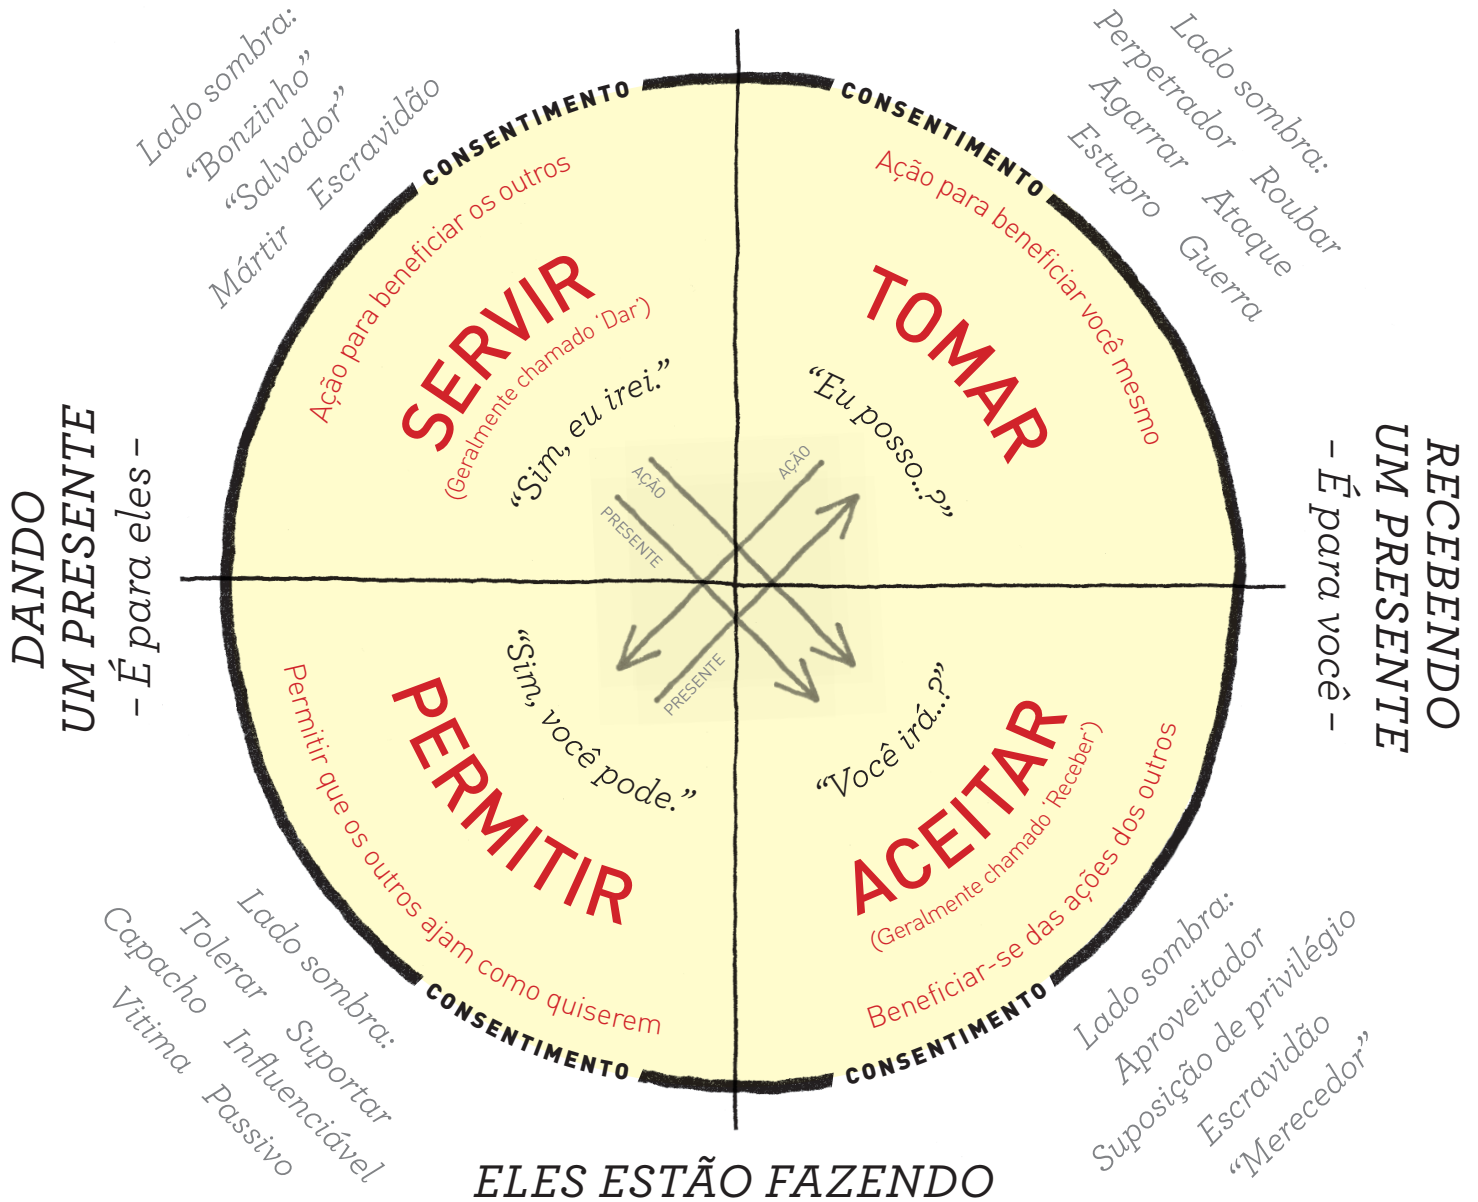 Lado sombra:
“Bonzinho”
“Salvador”
Escravidão
Mártir
Lado sombra:
Perpetrador
Roubar
Agarrar
Ataque
Estupro
Guerra
CONSENTIMENTO
CONSENTIMENTO
Ação para beneficiar os outros
SERVIR
(Geralmente chamado ‘Dar’)
“Sim, eu irei.”
Ação para beneficiar você mesmo
TOMAR
“Eu posso..?”
DANDO
UM PRESENTE
– É para eles –
RECEBENDO
UM PRESENTE
– É para você –
AÇÃO
PRESENTE
AÇÃO
PRESENTE
“Sim, você pode.”
PERMITIR
Permitir que os outros ajam como quiserem
“Você irá..?”
ACEITAR
(Geralmente chamado ‘Receber’)
Beneficiar-se das ações dos outros
CONSENTIMENTO
CONSENTIMENTO
Lado sombra:
Tolerar
Suportar
Capacho
Influenciável
Vitima
Passivo
Lado sombra:
Aproveitador
Suposição de privilégio
Escravidão
“Merecedor”
ELES ESTÃO FAZENDO